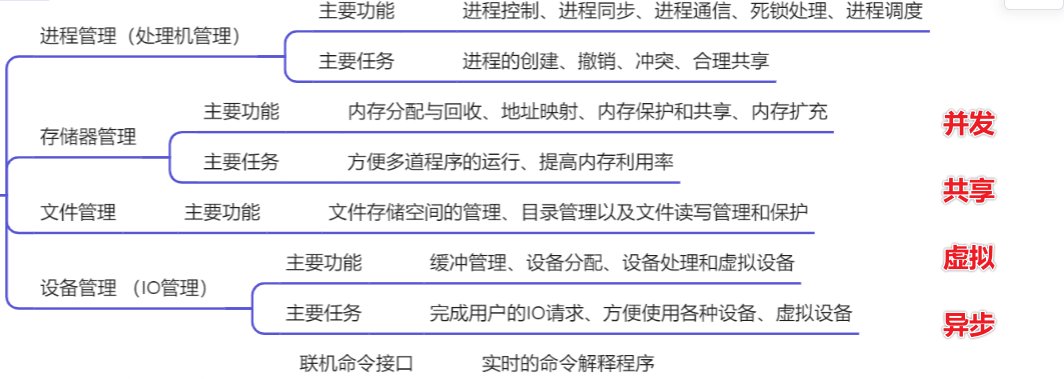 主要功能 进程控制、进程同步、进程通信、死锁处理、进程调度
进程管理（处理机管理）
主要任务 进程的创建、撤销、冲突、合理共享
主要功能 内存分配与回收、地址映射、内存保护和共享、内存扩充
存储器管理
主要任务 方便多道程序的运行、提高内存利用率
文件管理 主要功能 文件存储空间的管理、目录管理以及文件读写管理和保护
主要功能 缓冲管理、设备分配、设备处理和虚拟设备
设备管理 （IO管理）
主要任务 完成用户的IO请求、方便使用各种设备、虚拟设备
联机命令接口 实时的命令解释程序
并发
共享
虚拟
异步